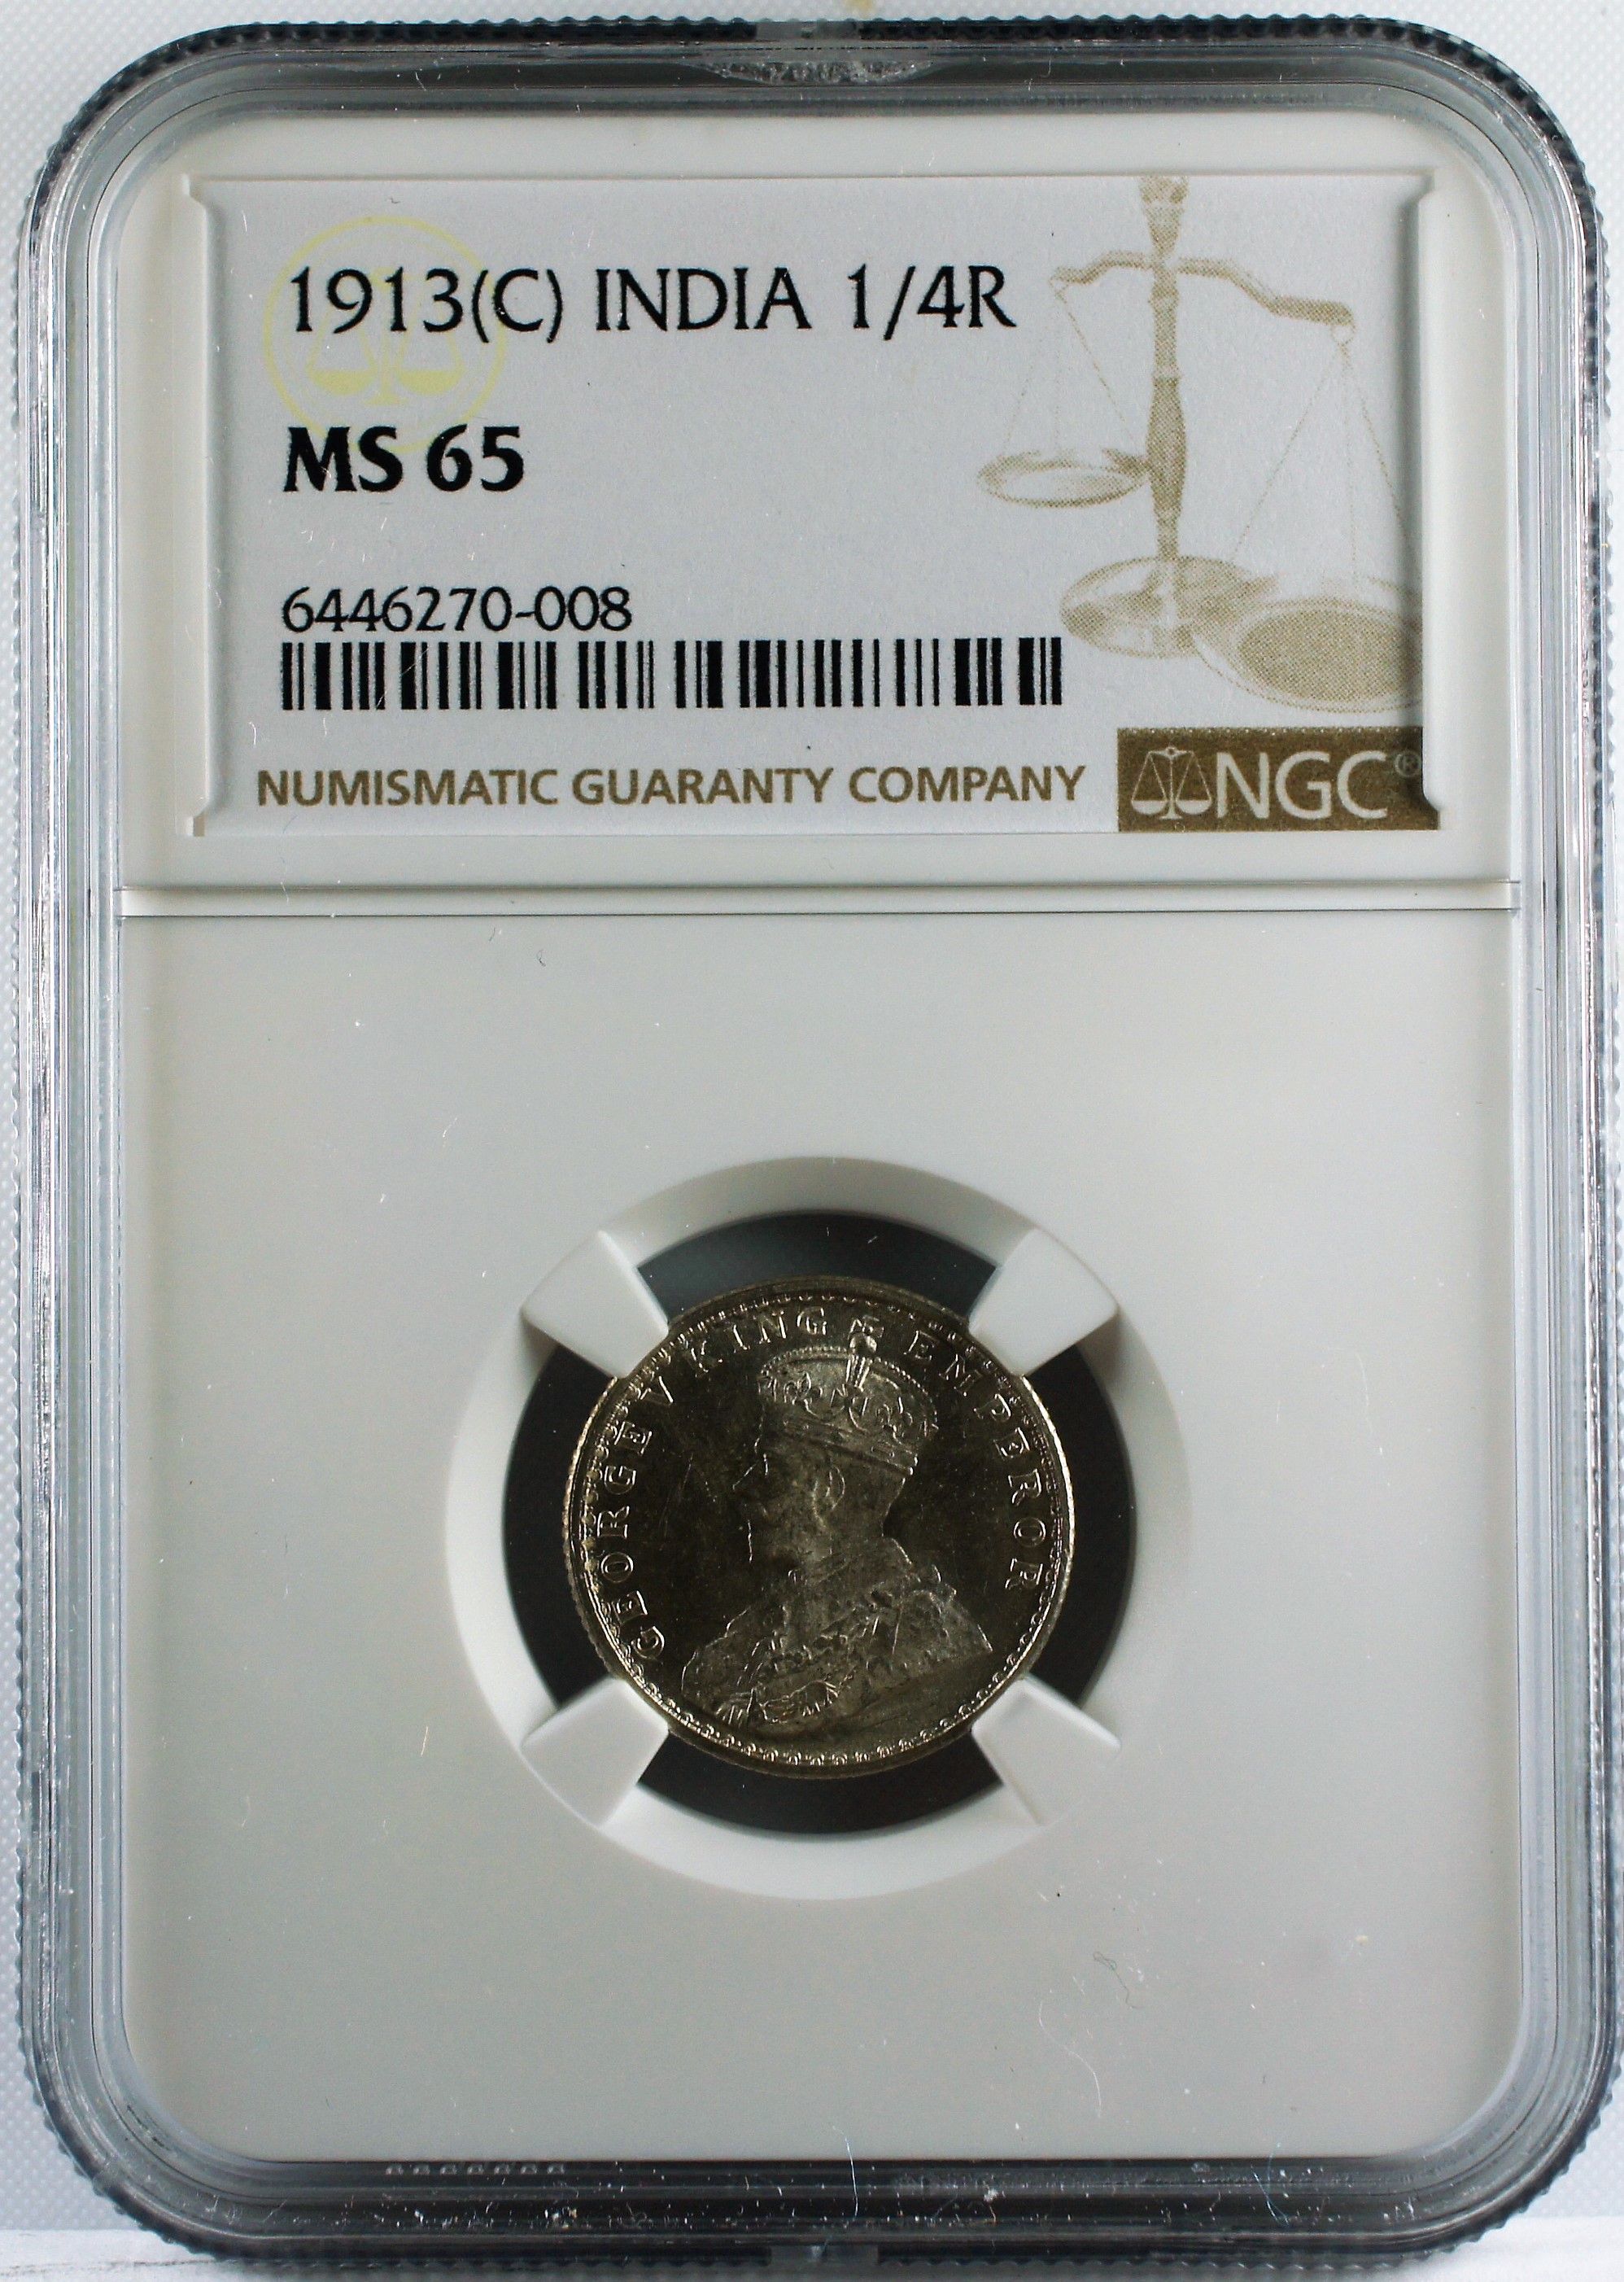 1913(C) INDIA 1/4R
MS 65
6446270-008
NUMISMATIC GUARANTY COMPANY NGC®
GEORGE V KING EMPEROR